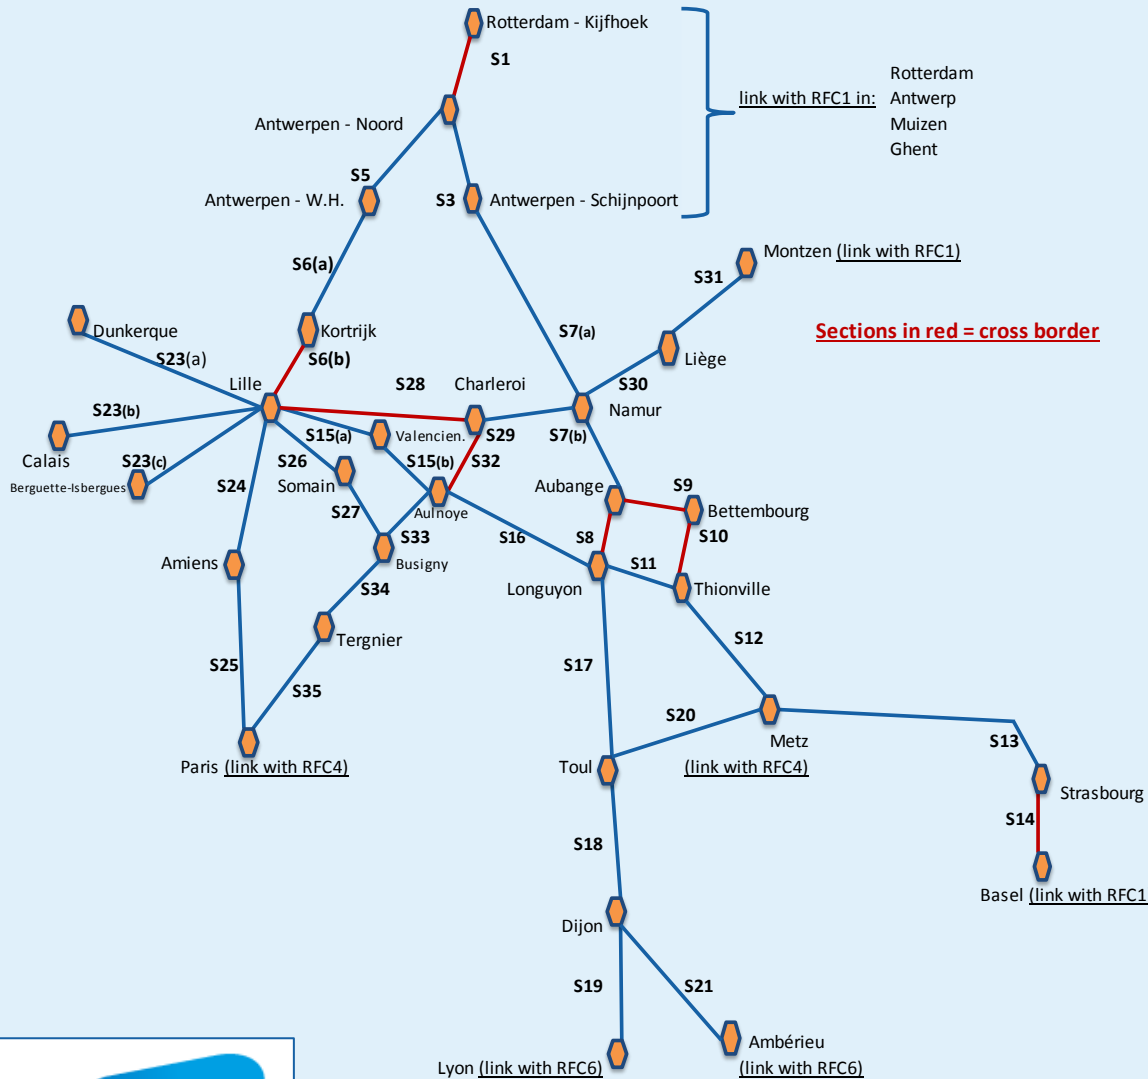 Rotterdam - Kijfhoek
S1
link with RFC1 in:
Rotterdam
Antwerp
Muizen
Ghent
Antwerpen - Noord
S5
Antwerpen - W.H.
S3
Antwerpen - Schijnpoort
Montzen (link with RFC1)
S6(a)
S31
Dunkerque
Kortrijk
S7(a)
Sections in red = cross border
S23(a)
S6(b)
Liège
Lille
S28
Charleroi
S30
Namur
S23(b)
S15(a)
Valencien.
S29
S7(b)
Calais
S23(c)
S26
S15(b)
S32
Berguette-Isbergues
S24
Somain
Aubange
S9
Bettembourg
S27
Aulnoye
S33
S16
S8
S10
Amiens
Busigny
S11
Longuyon
Thionville
S34
Tergnier
S12
S25
S17
S35
S20
Metz
(link with RFC4)
S13
Paris (link with RFC4)
Toul
Strasbourg
S14
S18
Basel (link with RFC1
Dijon
S19
S21
Ambérieu
(link with RFC6)
Lyon (link with RFC6)